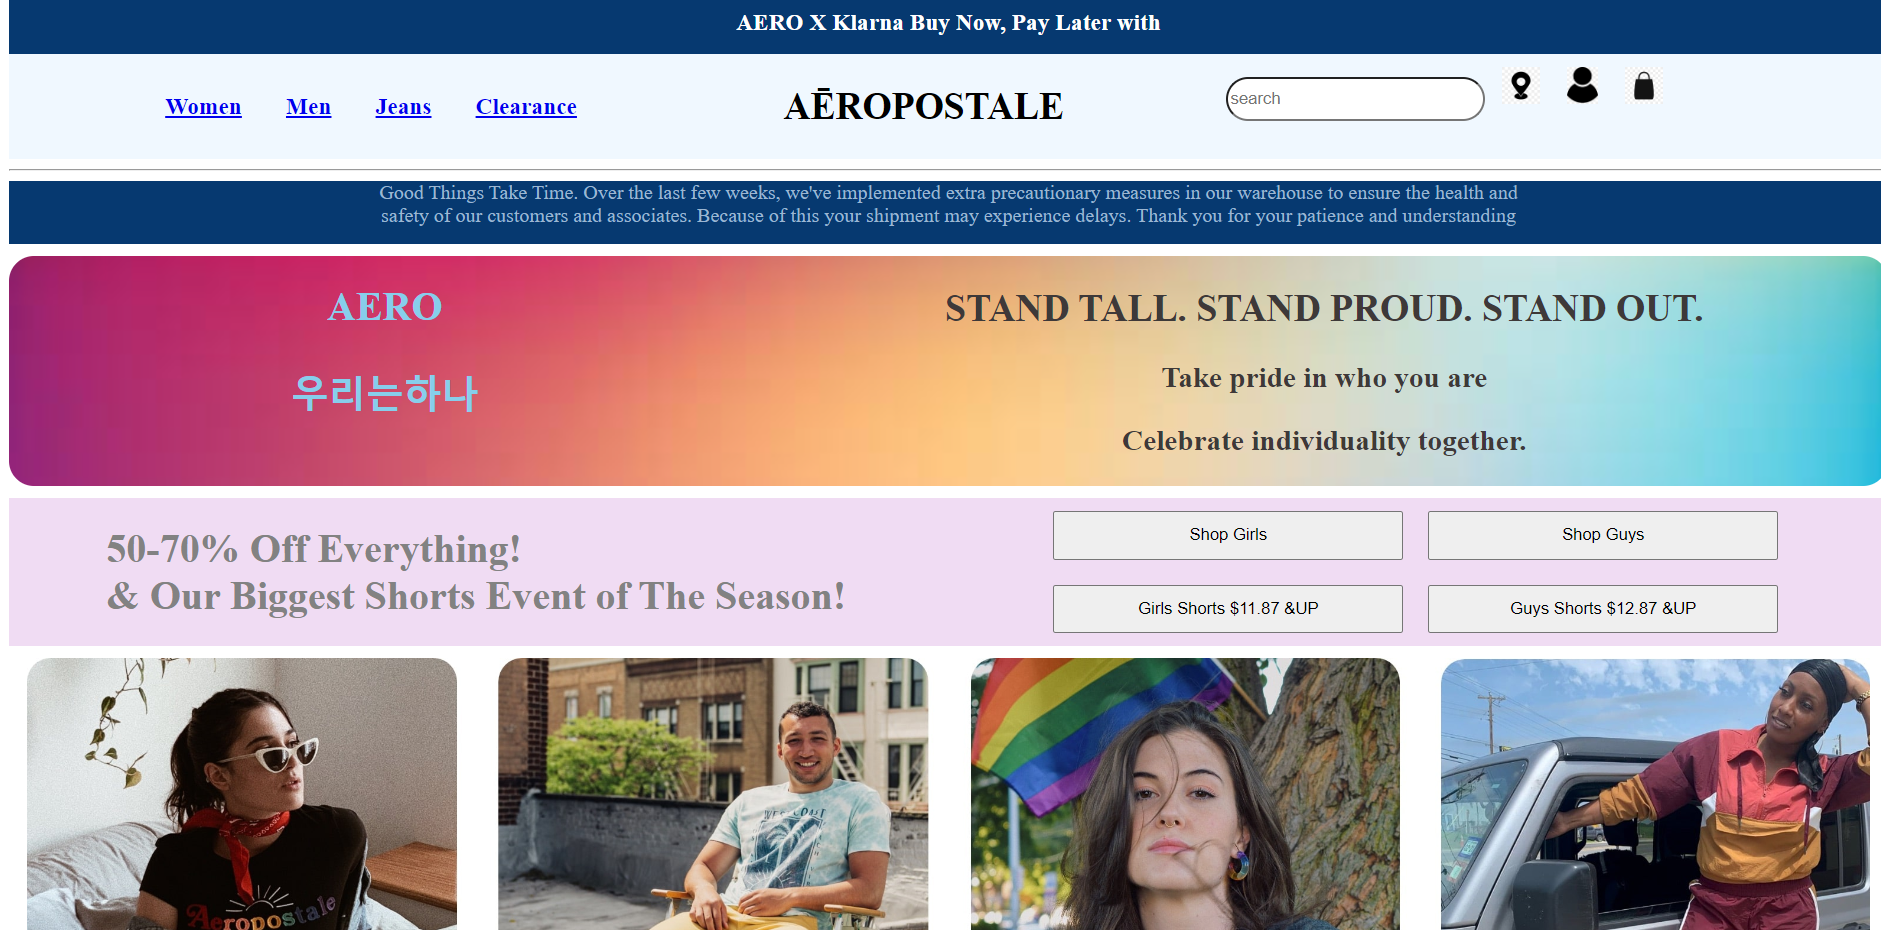 AERO X Klarna Buy Now, Pay Later with
Women Men Jeans Clearance
AĒROPOSTALE
search
Good Things Take Time. Over the last few weeks, we've implemented extra precautionary measures in our warehouse to ensure the health and
safety of our customers and associates. Because of this your shipment may experience delays. Thank you for your patience and understanding
AERO
우리는하나
STAND TALL. STAND PROUD. STAND OUT.
Take pride in who you are
Celebrate individuality together.
50-70% Off Everything!
& Our Biggest Shorts Event of The Season!
Shop Girls
Shop Guys
Girls Shorts $11.87 &UP
Guys Shorts $12.87 &UP
Aeropostale
WEST COAST